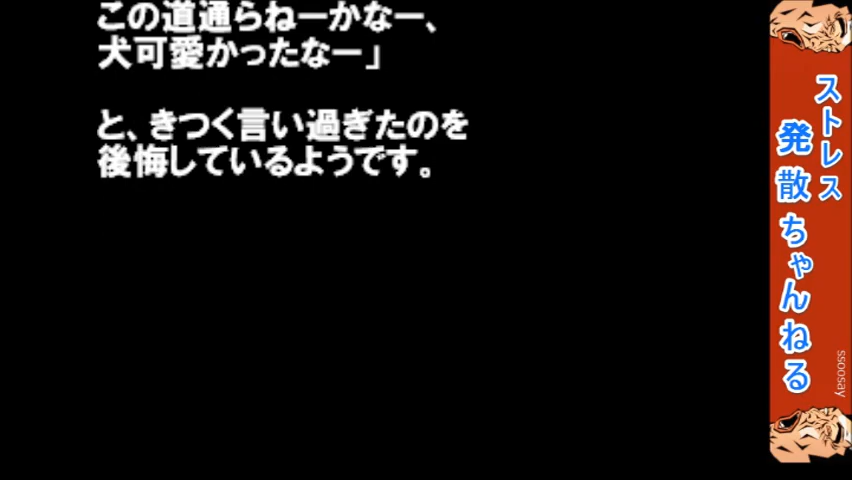 この道通らねーかなー、
犬可愛かったなー」
と、きつく言い過ぎたのを
後悔しているようです。
ストレス
発散ちゃんねる
ssoosay